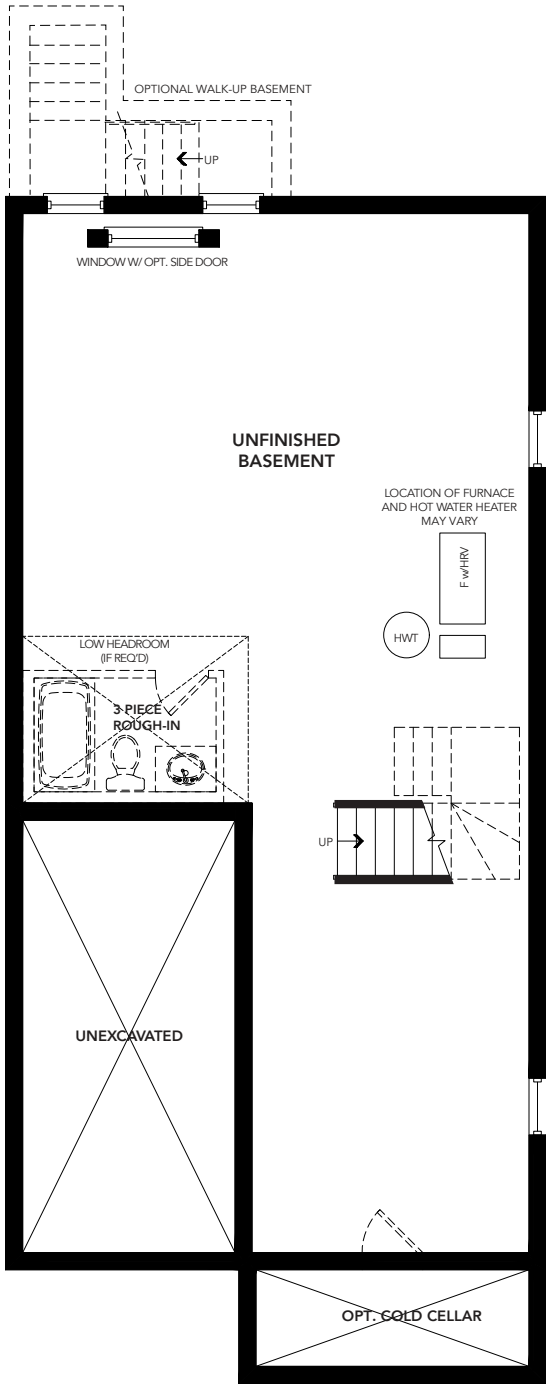 OPTIONAL WALK-UP BASEMENT
UP
WINDOW W/ OPT. SIDE DOOR
UNFINISHED
BASEMENT
LOCATION OF FURNACE
AND HOT WATER HEATER
MAY VARY
F w/HRV
HWT
LOW HEADROOM
(IF REQ'D)
3 PIECE
ROUGH-IN
UP
UNEXCAVATED
OPT. COLD CELLAR